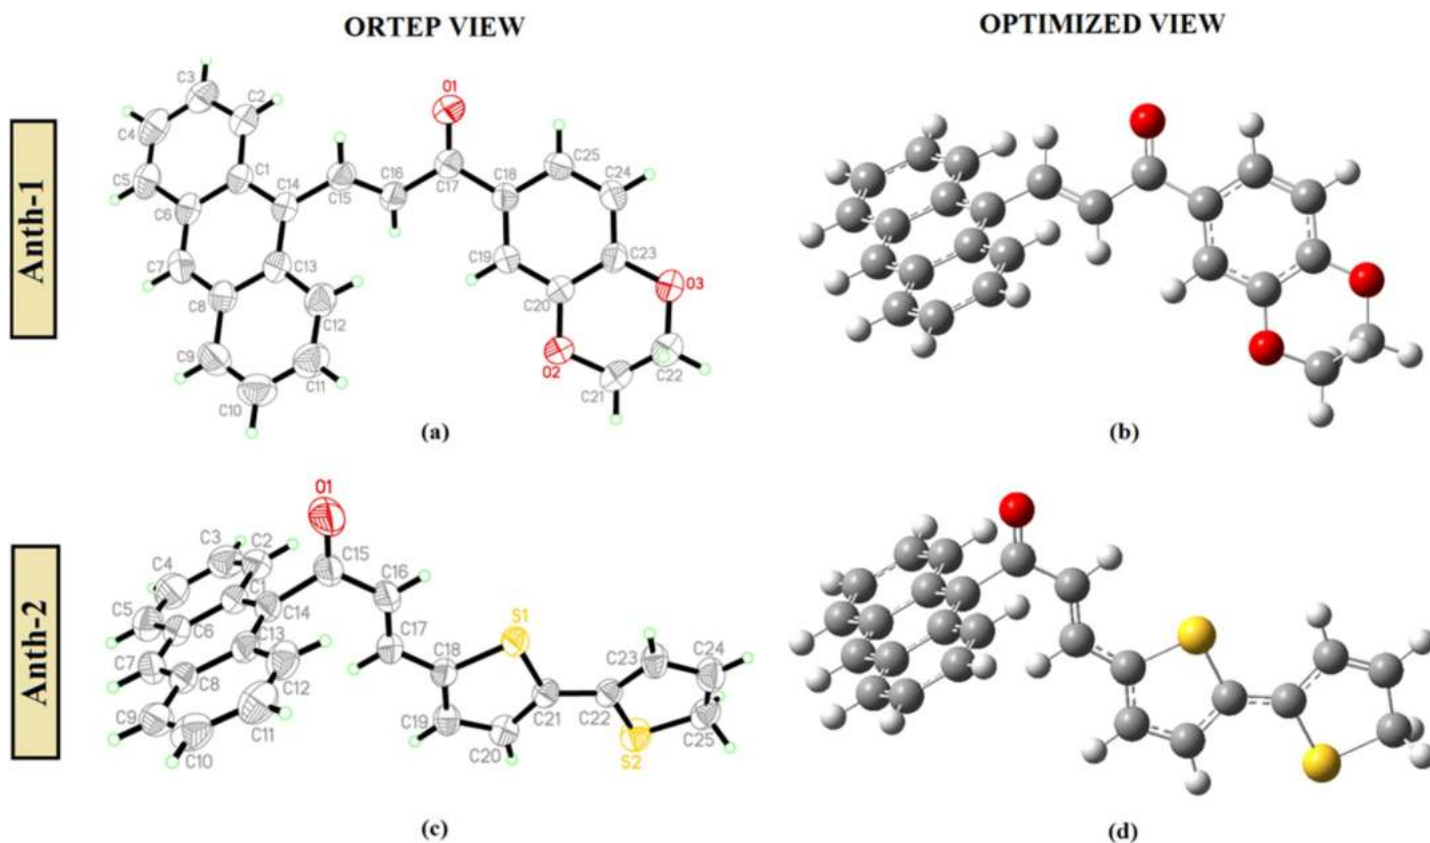 ORTEP VIEW
OPTIMIZED VIEW
Anth-1
C3
C2
O1
C4
C5
C1
C6
C14
C15
C16
C17
C18
C25
C24
C7
C13
C8
C12
C19
C23
C20
O3
C9
C11
C10
O2
C22
C21
(a)
(b)
Anth-2
O1
C3
C2
C4
C15
C16
C5
C
C14
C6
C13
C17
S1
C7
C8
C18
C23
C24
C12
C9
C11
C19
C21
C22
C20
C25
C10
S2
(c)
(d)